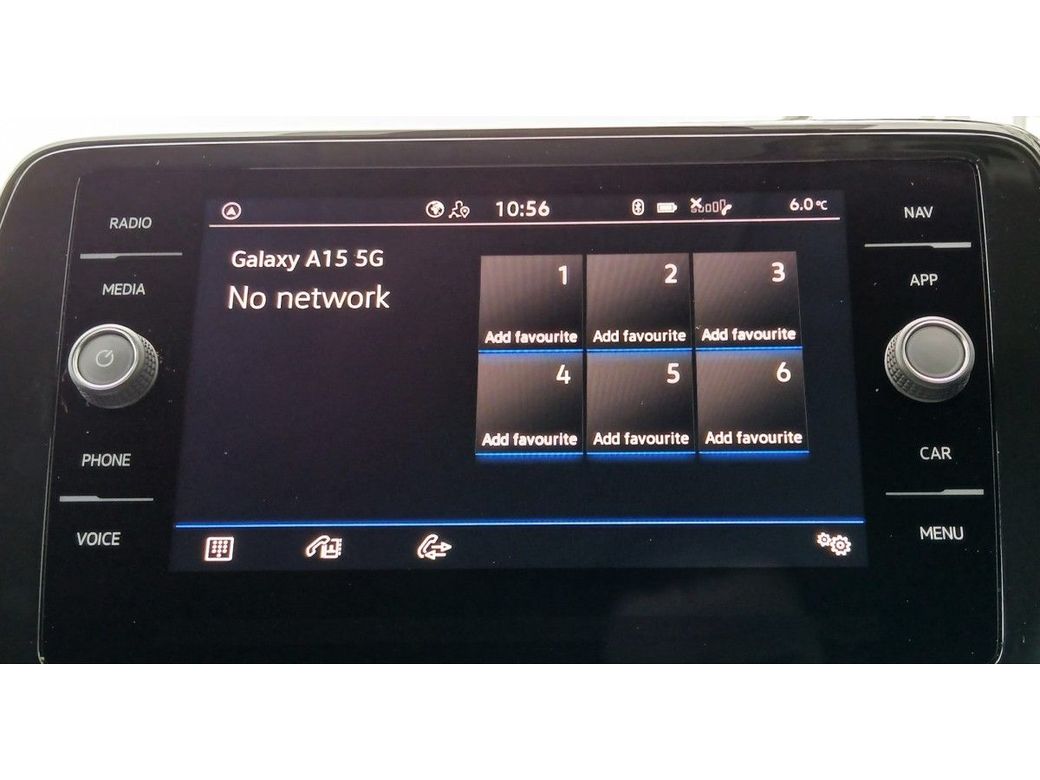 RADIO
MEDIA
PHONE
VOICE
10:56
6.0°C
Galaxy A15 5G
No network
1
Add favourite
2
Add favourite
3
Add favourite
4
Add favourite
5
Add favourite
6
Add favourite
NAV
APP
CAR
MENU